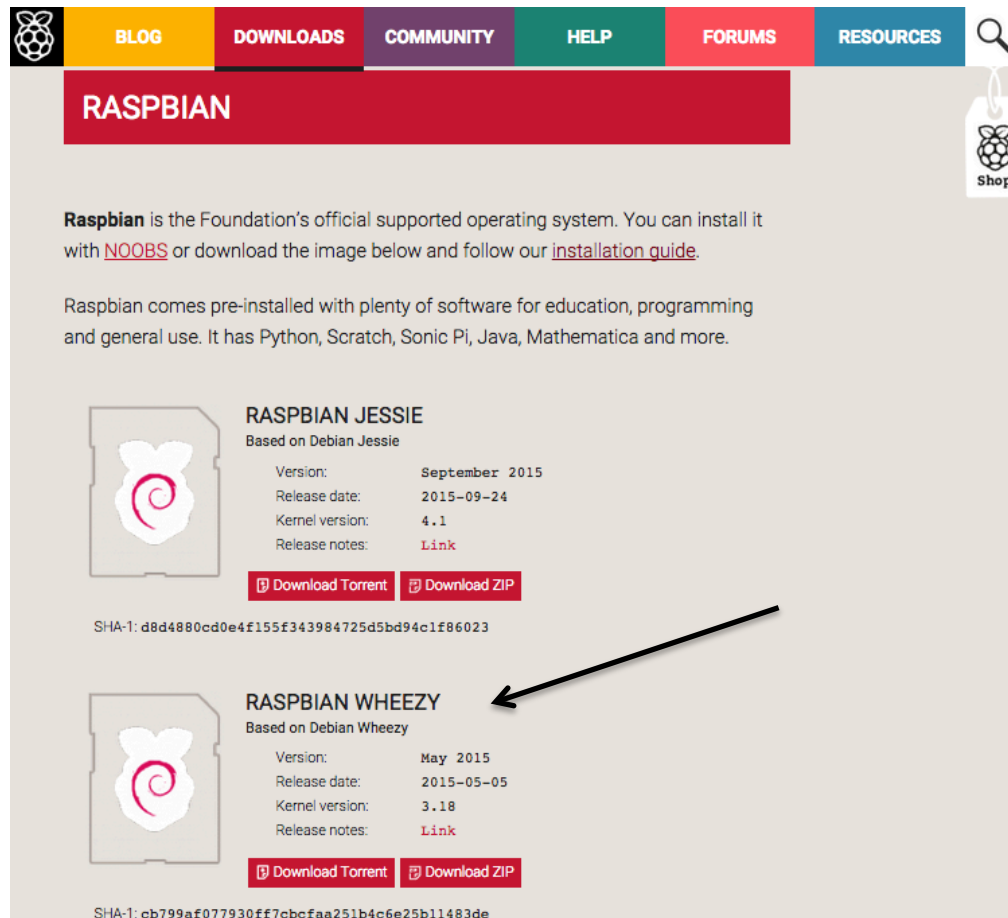 BLOG DOWNLOADS COMMUNITY HELP FORUMS RESOURCES
RASPBIAN
Shop
Raspbian is the Foundation's official supported operating system. You can install it
with NOOBS or download the image below and follow our installation guide.
Raspbian comes pre-installed with plenty of software for education, programming
and general use. It has Python, Scratch, Sonic Pi, Java, Mathematica and more.
RASPBIAN JESSIE
Based on Debian Jessie
Version: September 2015
Release date: 2015-09-24
Kernel version: 4.1
Release notes: Link
Download Torrent Download ZIP
SHA-1: d8d4880cd0e4f155f343984725d5bd94c1f86023
RASPBIAN WHEEZY
Based on Debian Wheezy
Version: May 2015
Release date: 2015-05-05
Kernel version: 3.18
Release notes: Link
Download Torrent Download ZIP
SHA-1: cb799af077930ff7cbcfaa251b4c6e25b11483de